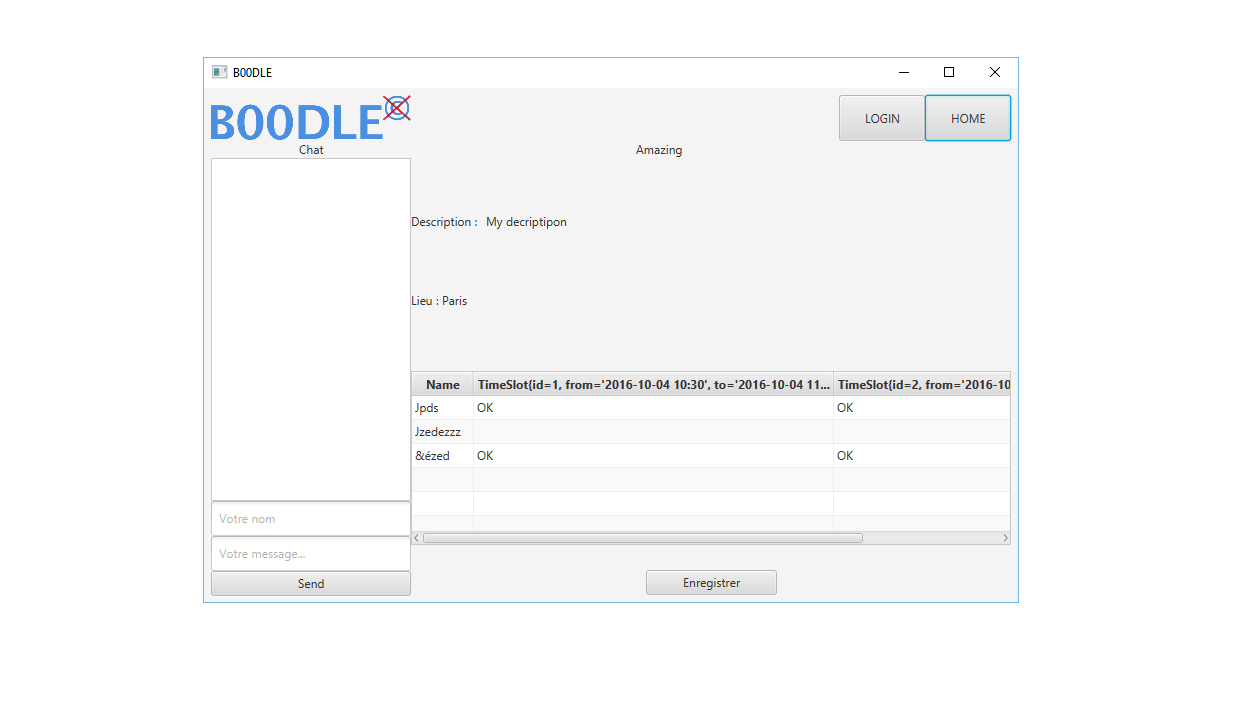 B00DLE
B00DLE
LOGIN
HOME
Chat
Amazing
Description : My decriptipon
Lieu : Paris
Name TimeSlot{id=1, from='2016-10-04 10:30', to='2016-10-04 11... TimeSlot{id=2, from='2016-10
Jpds OK OK
Jzedezzz
&ézed OK OK
Votre nom
Votre message...
Send
Enregistrer